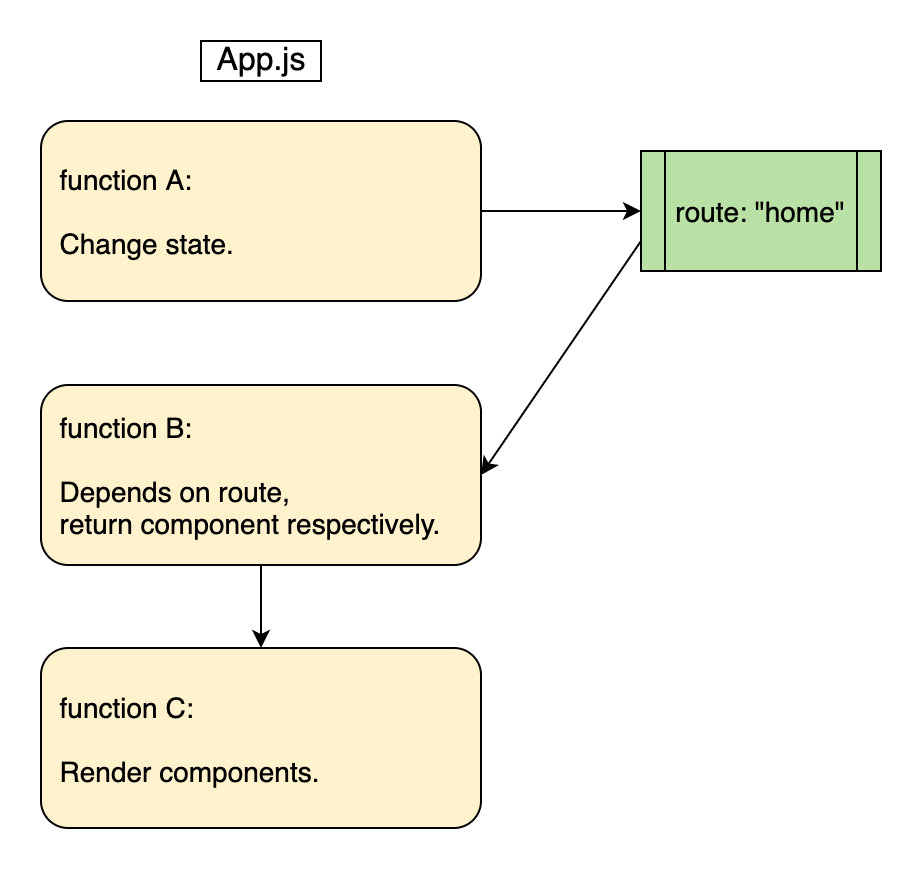 App.js
function A:
Change state.
route: "home"
function B:
Depends on route,
return component respectively.
function C:
Render components.